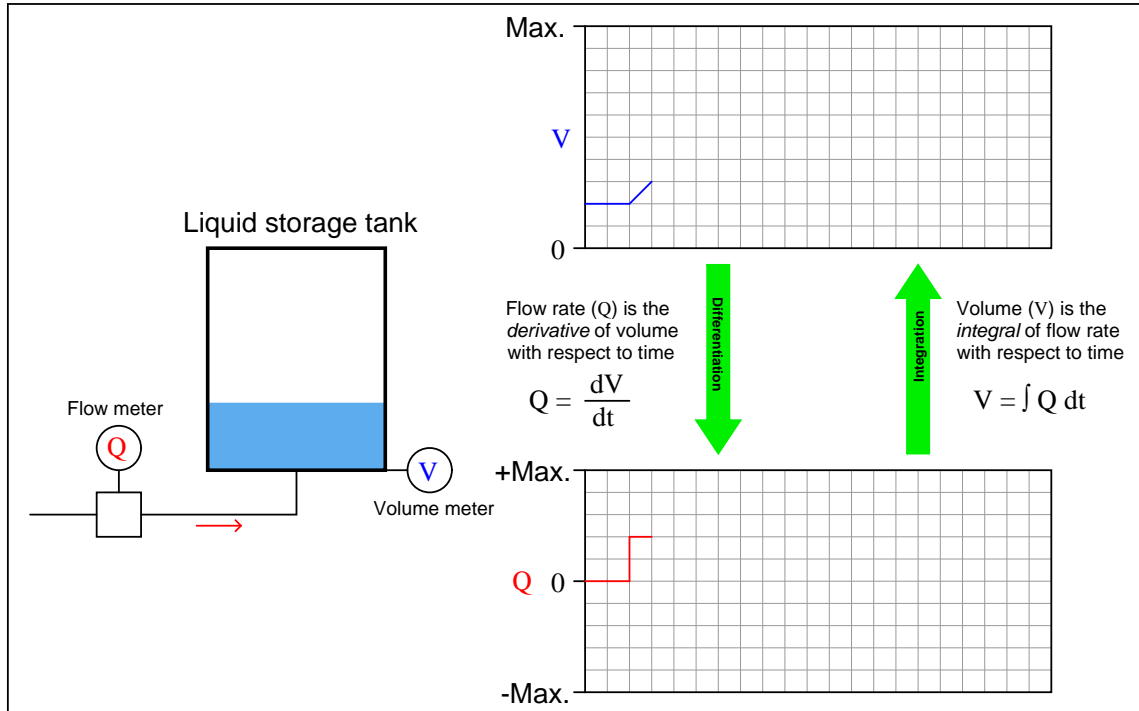 Max.
V
0
Liquid storage tank
Flow meter
Q
V
Volume meter
Flow rate (Q) is the
derivative of volume
with respect to time
Q = dV
dt
Differentiation
Integration
Volume (V) is the
integral of flow rate
with respect to time
V = ∫ Q dt
+Max.
Q 0
-Max.